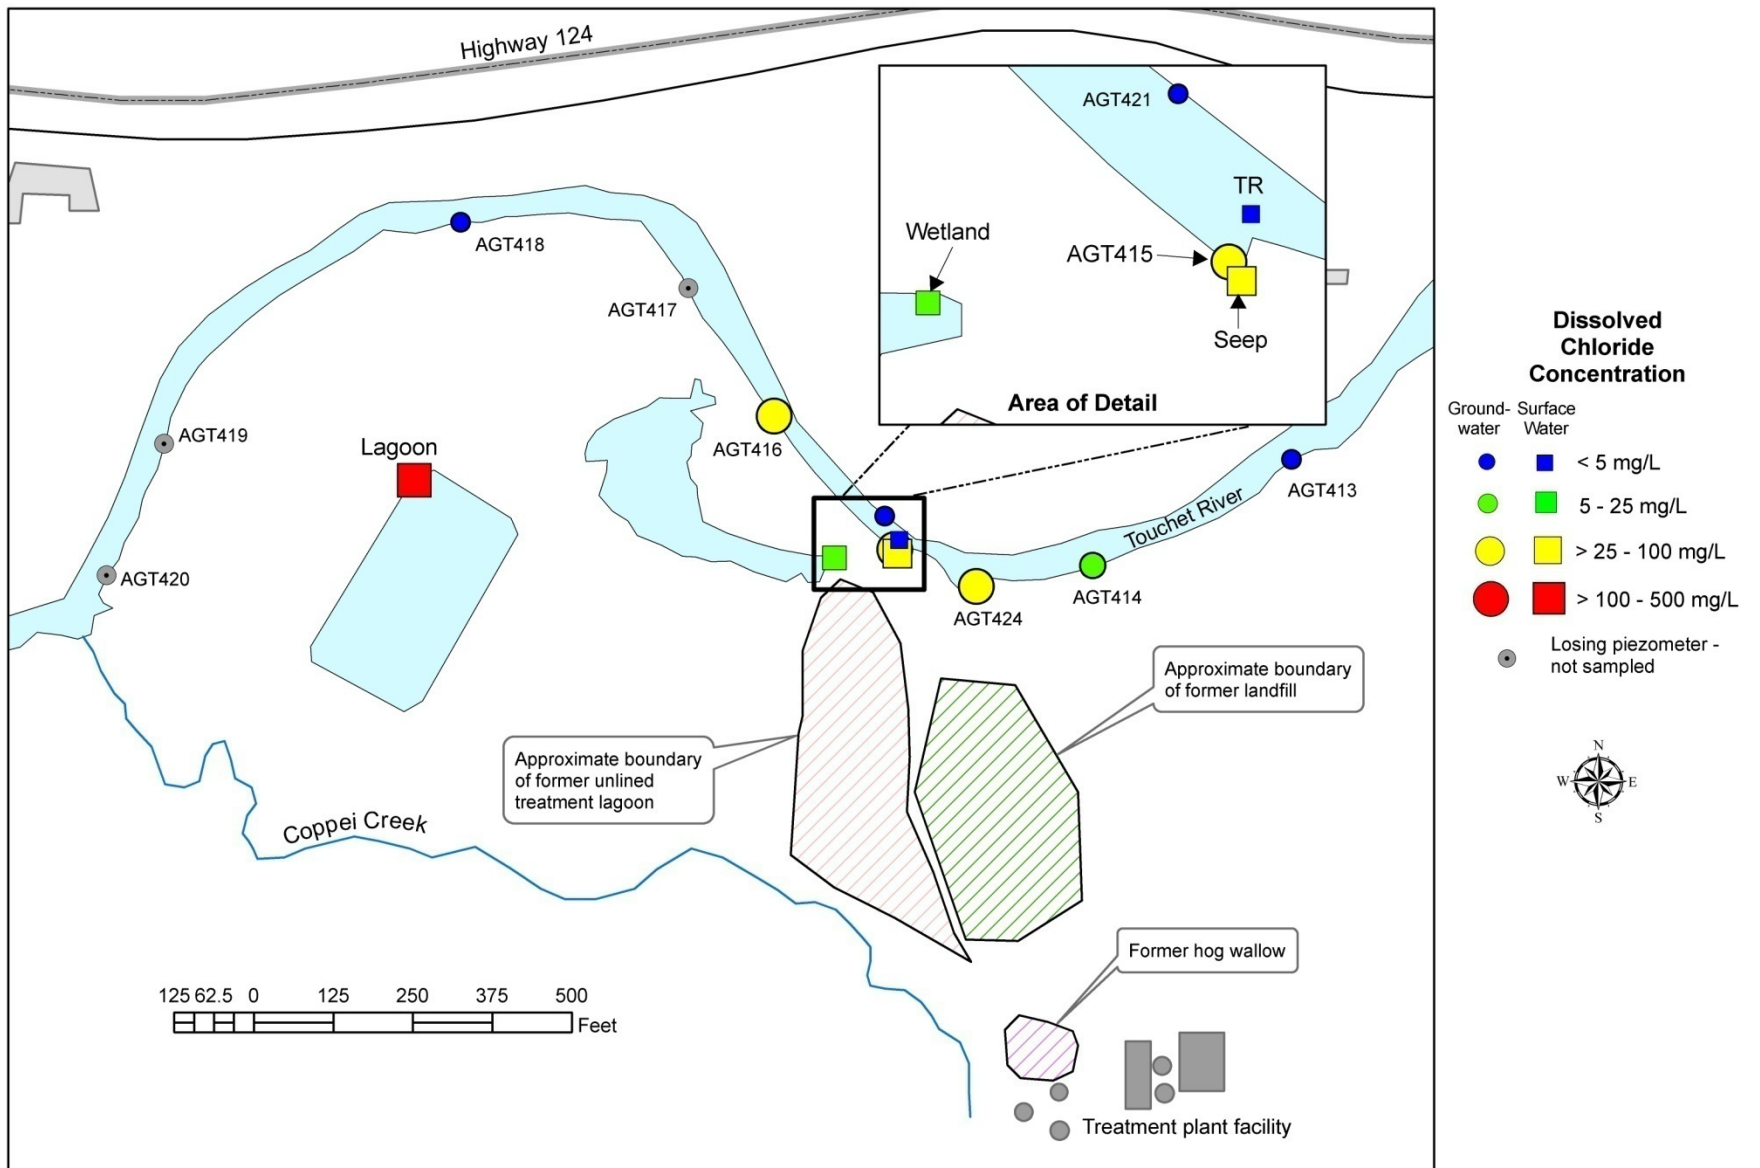 Highway 124
AGT421
TR
Wetland
AGT415
Seep
Area of Detail
AGT418
AGT417
AGT419
AGT416
Lagoon
AGT420
AGT413
Touchet River
AGT414
AGT424
Approximate boundary
of former landfill
Approximate boundary
of former unlined
treatment lagoon
Coppei Creek
Former hog wallow
125 62.5 0 125 250 375 500
Feet
Treatment plant facility
Dissolved
Chloride
Concentration
Ground-
water
Surface
Water
< 5 mg/L
5 - 25 mg/L
> 25 - 100 mg/L
> 100 - 500 mg/L
Losing piezometer -
not sampled
N
W E
S